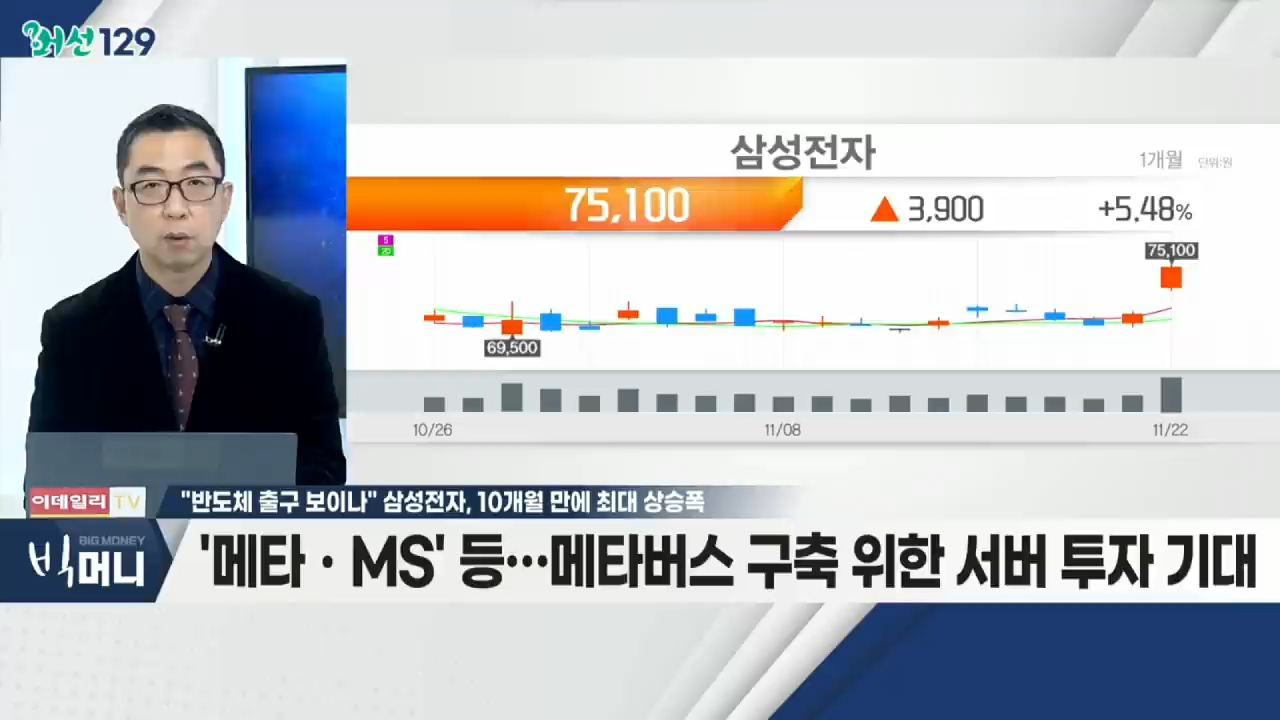 머선129
삼성전자
1개월 단위:원
75,100 ▲ 3,900 +5.48%
5
20
75,100
69,500
10/26 11/08 11/22
이데일리TV
"반도체 출구 보이나" 삼성전자, 10개월 만에 최대 상승폭
BIG MONEY
빅머니
'메타·MS' 등…메타버스 구축 위한 서버 투자 기대